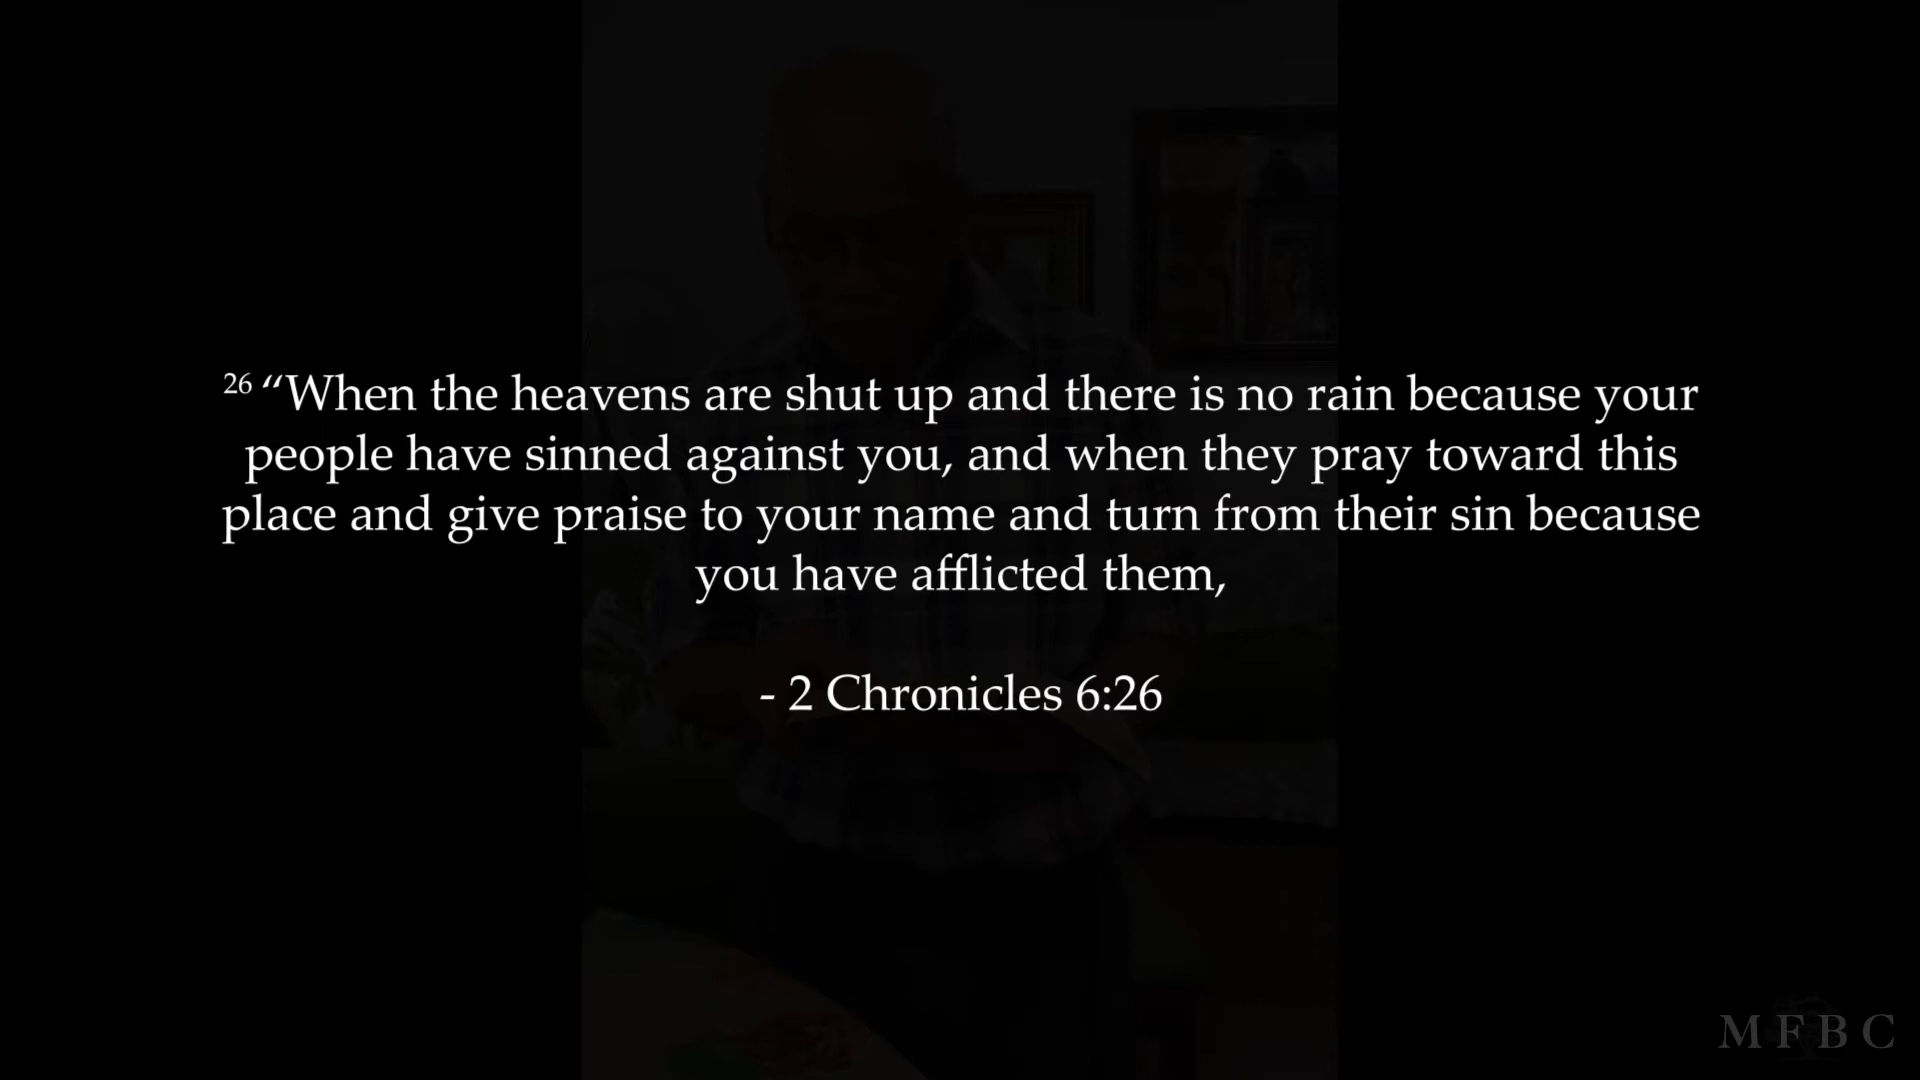 26 “When the heavens are shut up and there is no rain because your
people have sinned against you, and when they pray toward this
place and give praise to your name and turn from their sin because
you have afflicted them,
- 2 Chronicles 6:26
MFBC